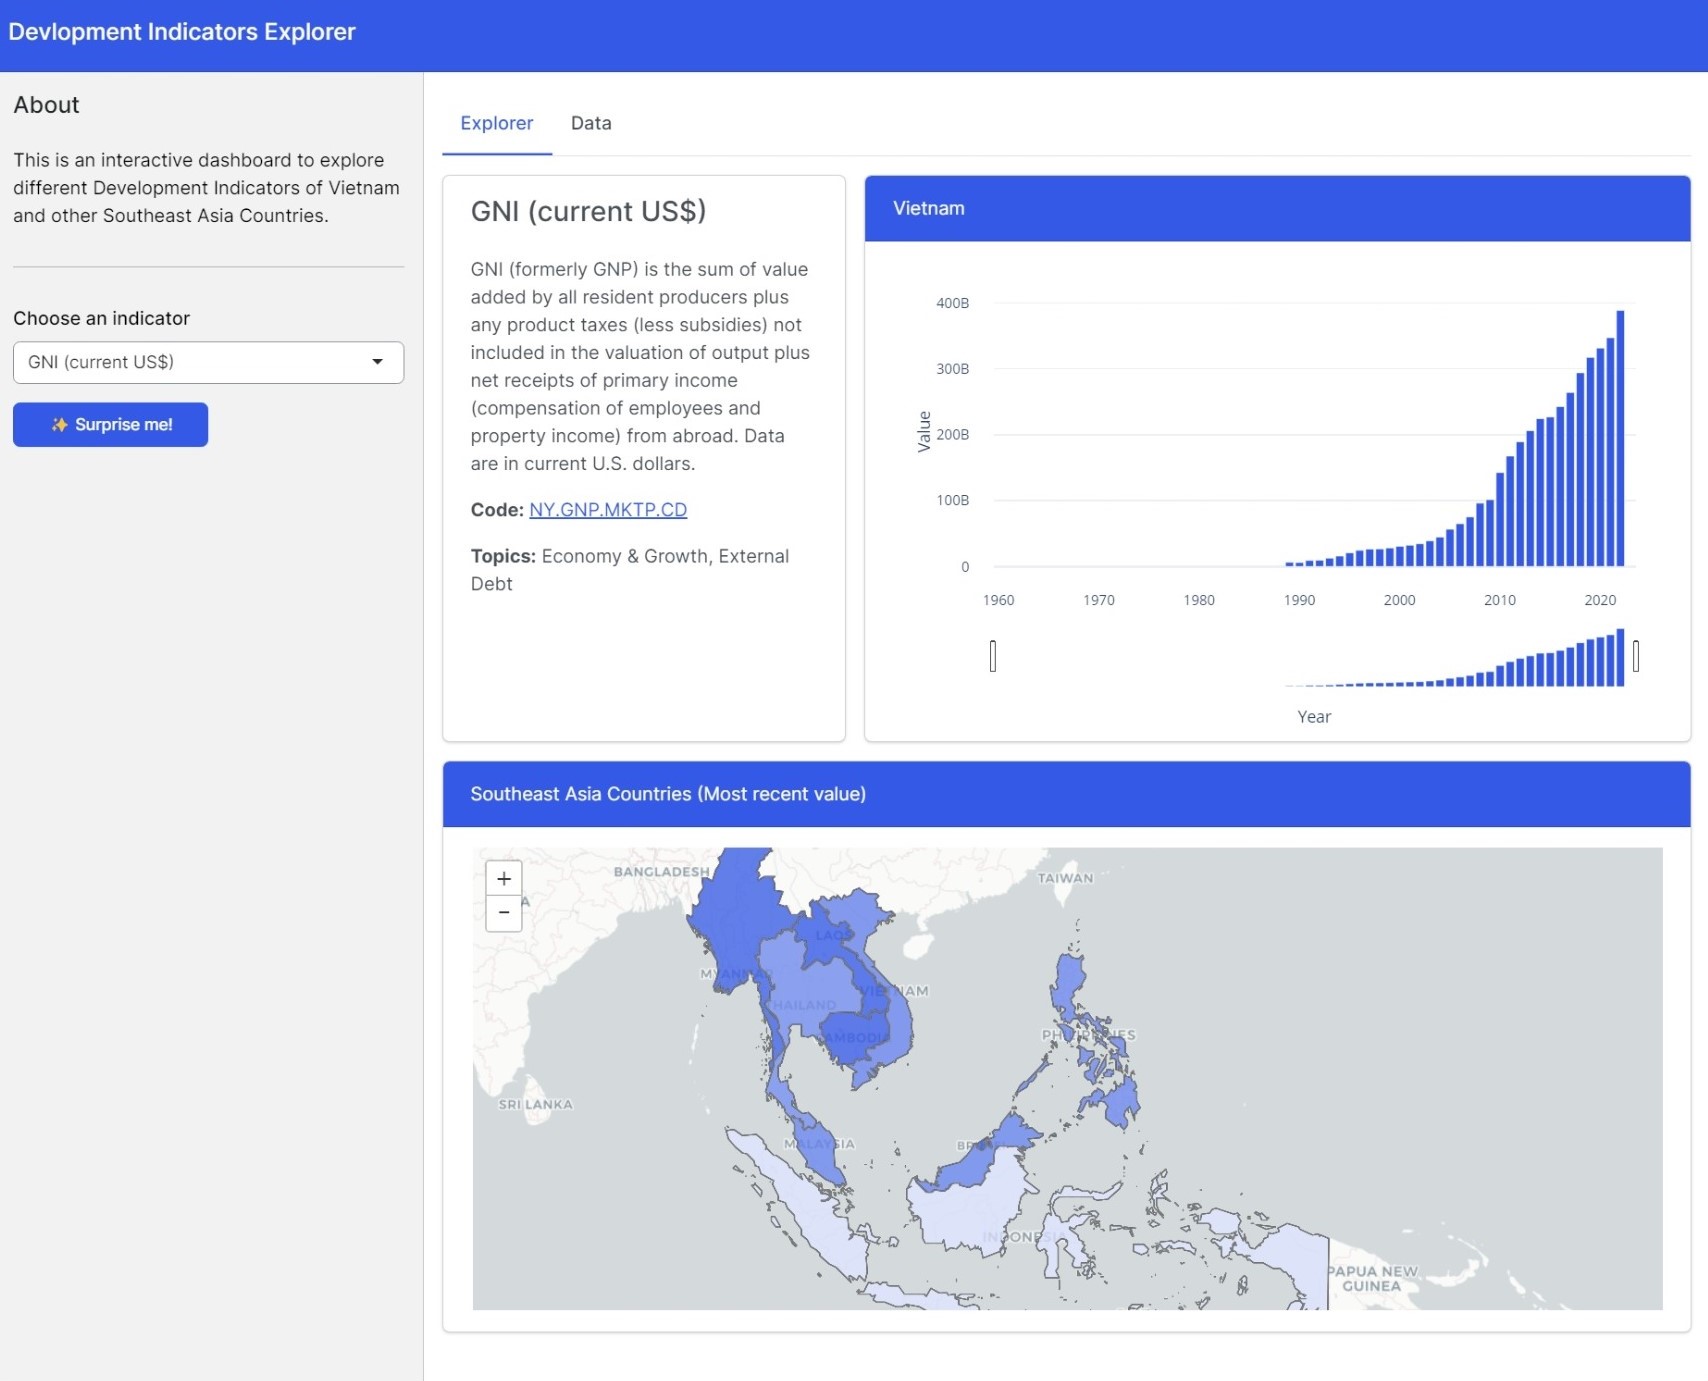 Devlopment Indicators Explorer
About
This is an interactive dashboard to explore
different Development Indicators of Vietnam
and other Southeast Asia Countries.
Choose an indicator
GNI (current US$)
✨ Surprise me!
Explorer
Data
GNI (current US$)
GNI (formerly GNP) is the sum of value
added by all resident producers plus
any product taxes (less subsidies) not
included in the valuation of output plus
net receipts of primary income
(compensation of employees and
property income) from abroad. Data
are in current U.S. dollars.
Code: NY.GNP.MKTP.CD
Topics: Economy & Growth, External
Debt
Vietnam
400B
300B
200B
100B
0
Value
1960
1970
1980
1990
2000
2010
2020
Year
Southeast Asia Countries (Most recent value)
+
−
BANGLADESH
TAIWAN
LAOS
MYANMAR
VIETNAM
THAILAND
CAMBODIA
PHILIPPINES
SRI LANKA
MALAYSIA
INDONESIA
PAPUA NEW
GUINEA